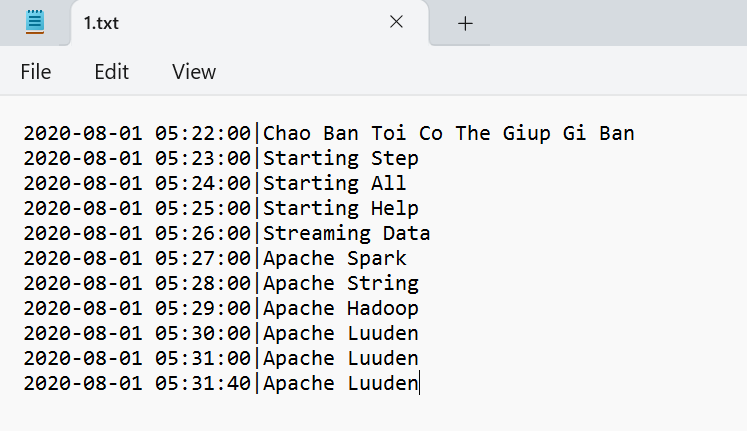 1.txt
File Edit View
2020-08-01 05:22:00|Chao Ban Toi Co The Giup Gi Ban
2020-08-01 05:23:00|Starting Step
2020-08-01 05:24:00|Starting All
2020-08-01 05:25:00|Starting Help
2020-08-01 05:26:00|Streaming Data
2020-08-01 05:27:00|Apache Spark
2020-08-01 05:28:00|Apache String
2020-08-01 05:29:00|Apache Hadoop
2020-08-01 05:30:00|Apache Luuden
2020-08-01 05:31:00|Apache Luuden
2020-08-01 05:31:40|Apache Luuden